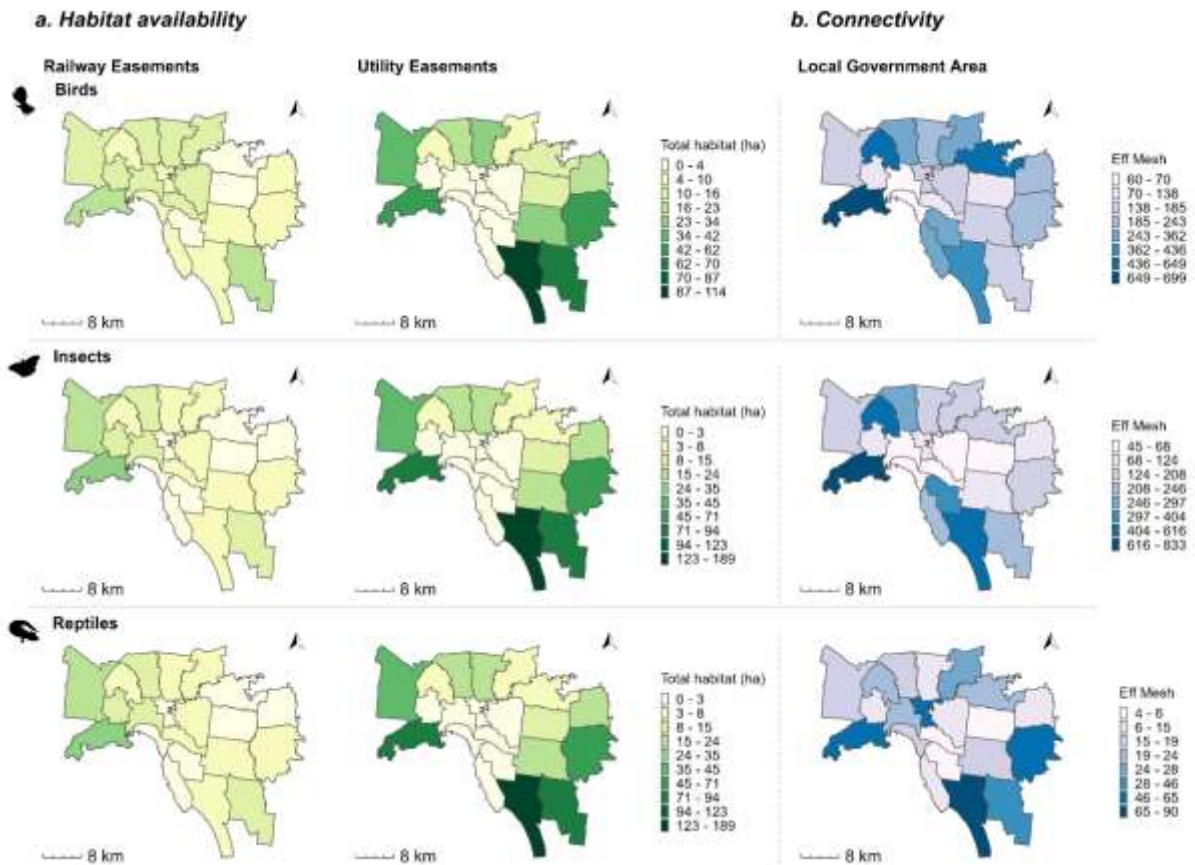 a. Habitat availability
b. Connectivity
Railway Easements
Utility Easements
Local Government Area
Birds
Total habitat (ha)
0 - 4
4 - 10
10 - 16
16 - 23
23 - 34
34 - 42
42 - 62
62 - 70
70 - 87
87 - 114
Eff Mesh
60 - 70
70 - 138
138 - 185
185 - 243
243 - 362
362 - 436
436 - 649
649 - 699
8 km
8 km
8 km
Insects
Total habitat (ha)
0 - 3
3 - 8
8 - 15
15 - 24
24 - 35
35 - 45
45 - 71
71 - 94
94 - 123
123 - 189
Eff Mesh
45 - 68
68 - 124
124 - 208
208 - 246
246 - 297
297 - 404
404 - 616
616 - 833
8 km
8 km
8 km
Reptiles
Total habitat (ha)
0 - 3
3 - 8
8 - 15
15 - 24
24 - 35
35 - 45
45 - 71
71 - 94
94 - 123
123 - 189
Eff Mesh
4 - 6
6 - 15
15 - 19
19 - 24
24 - 28
28 - 46
46 - 65
65 - 90
8 km
8 km
8 km